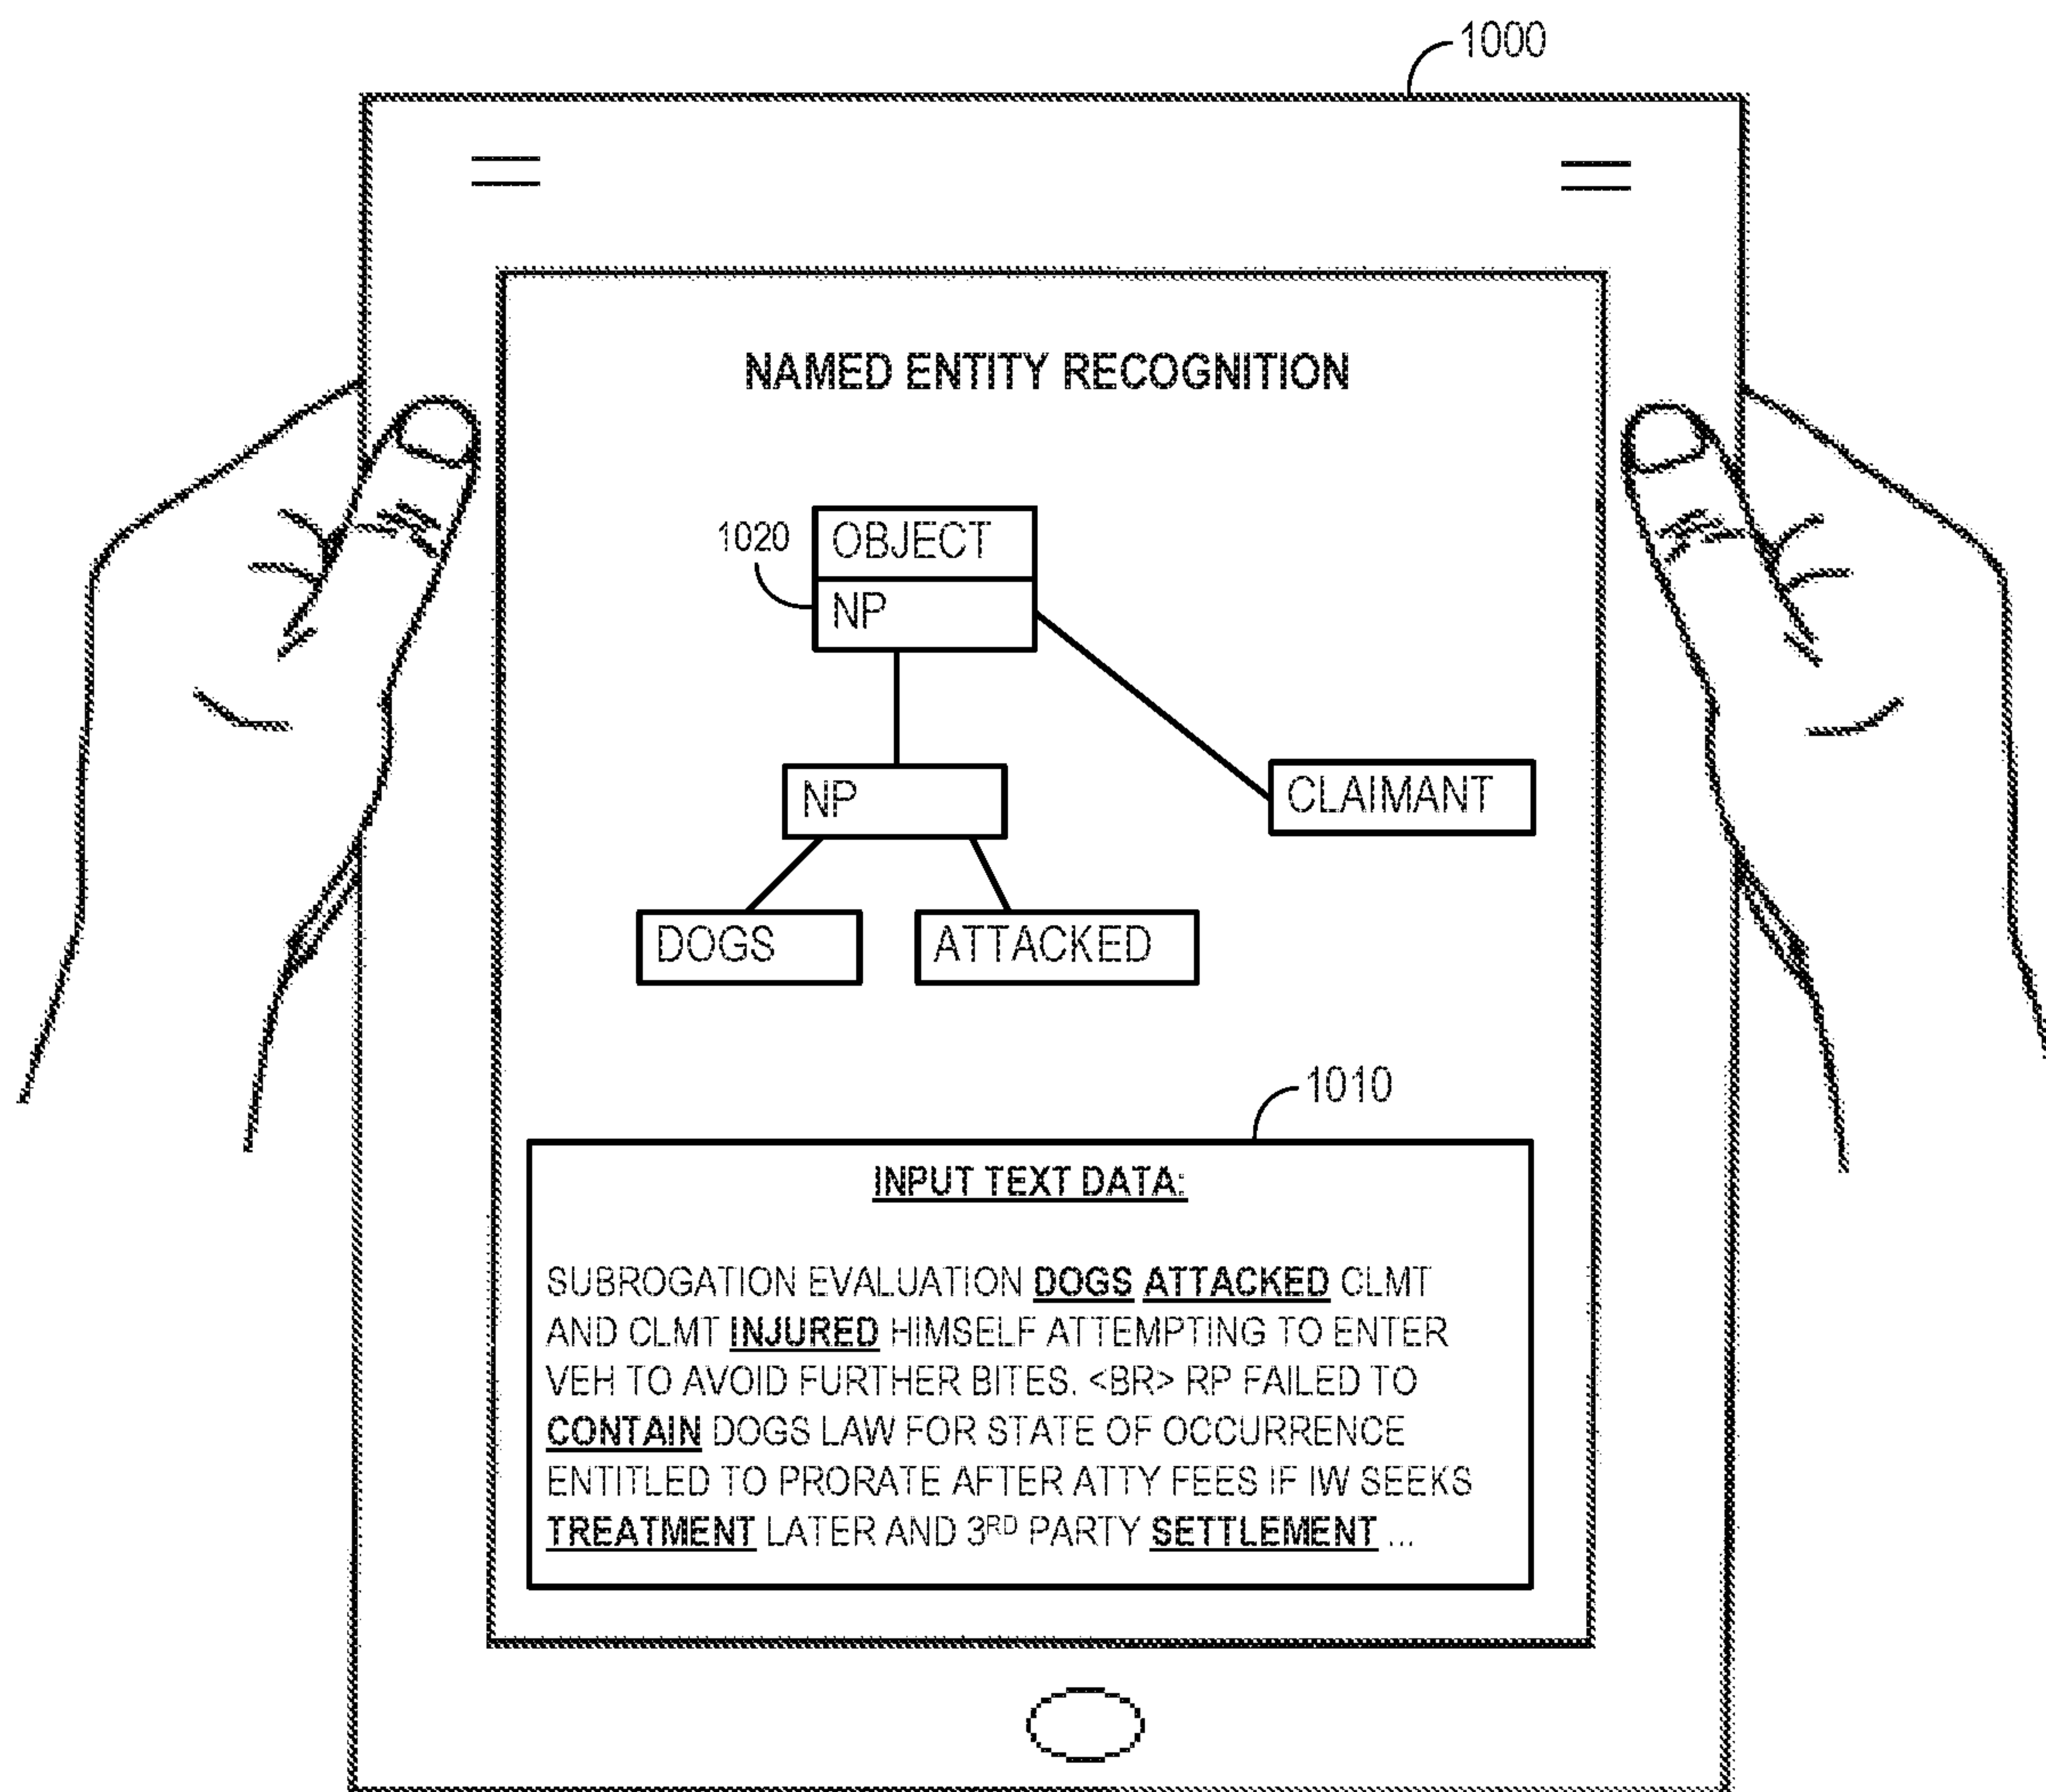 1000
NAMED ENTITY RECOGNITION
1020
OBJECT
NP
NP
CLAIMANT
DOGS
ATTACKED
1010
INPUT TEXT DATA:
SUBROGATION EVALUATION DOGS ATTACKED CLMT
AND CLMT INJURED HIMSELF ATTEMPTING TO ENTER
VEH TO AVOID FURTHER BITES. <BR> RP FAILED TO
CONTAIN DOGS LAW FOR STATE OF OCCURRENCE
ENTITLED TO PRORATE AFTER ATTY FEES IF IW SEEKS
TREATMENT LATER AND 3RD PARTY SETTLEMENT ...